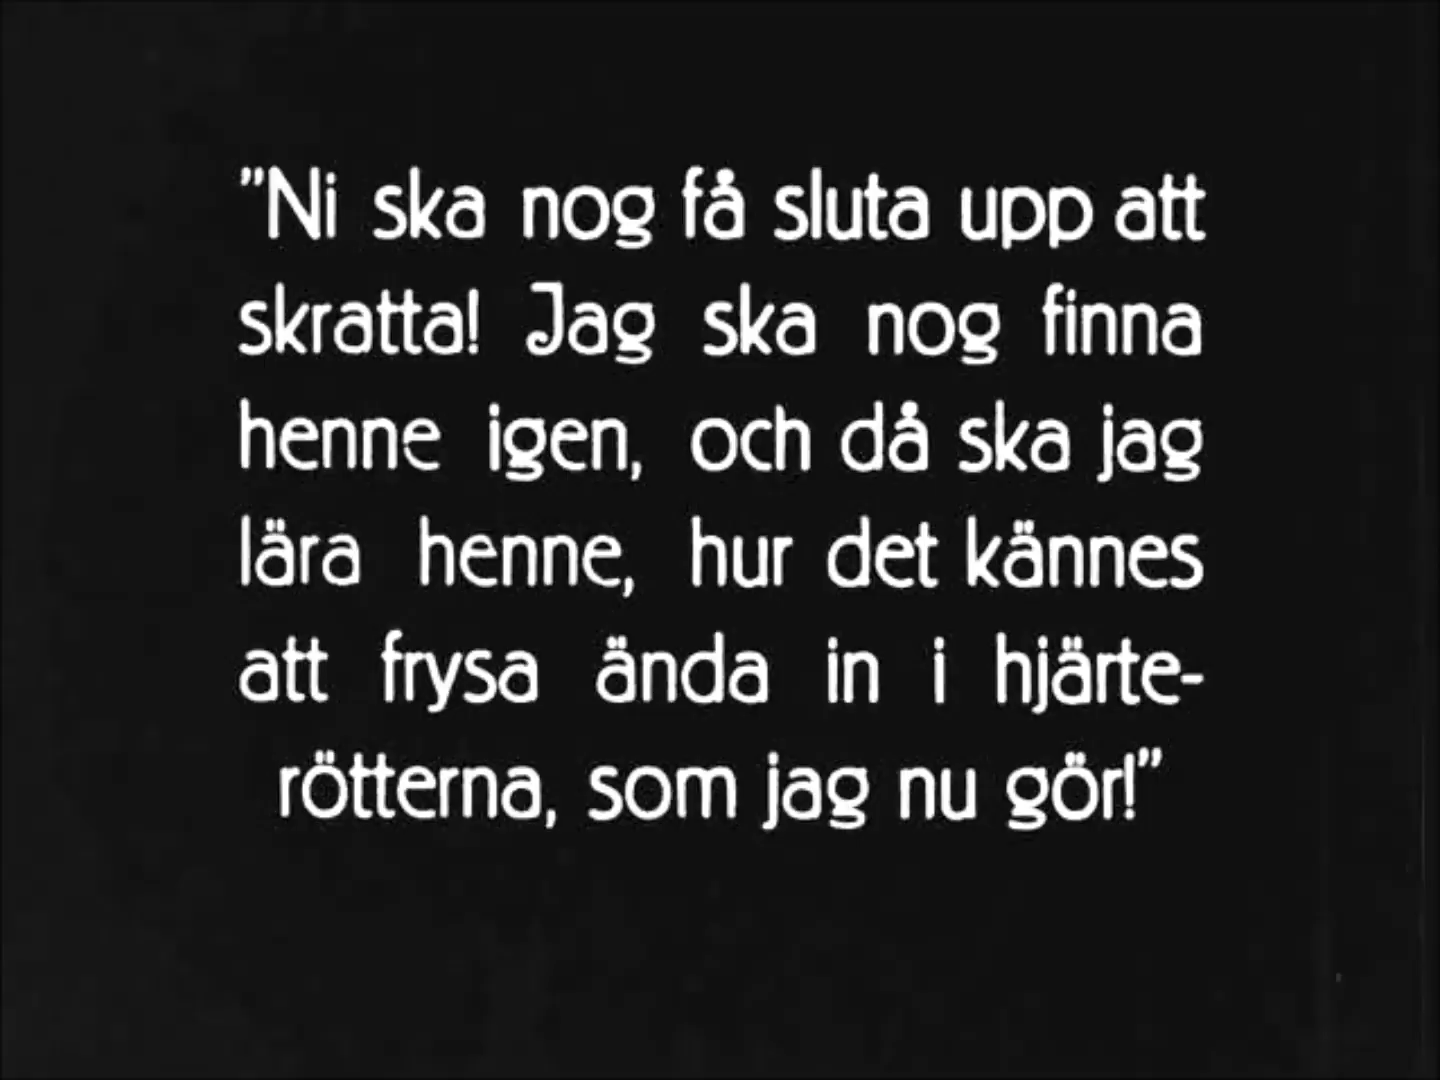 ”Ni ska nog få sluta upp att
skratta! Jag ska nog finna
henne igen, och då ska jag
lära henne, hur det kännes
att frysa ända in i hjärte-
rötterna, som jag nu gör!”